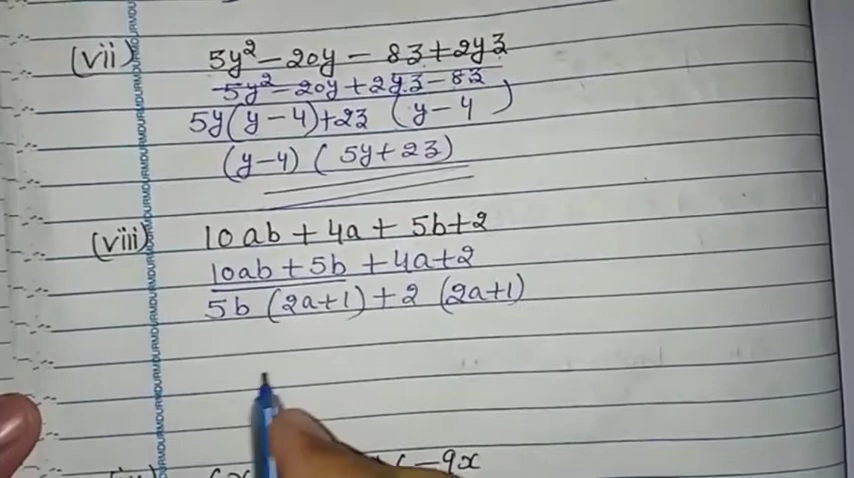 (vii) 5y² - 20y - 8z + 2yz
5y² - 20y + 2yz - 8z
5y(y - 4) + 2z (y - 4)
(y-4) (5y + 2z)
(viii) 10ab + 4a + 5b + 2
10ab + 5b + 4a + 2
5b (2a+1) + 2 (2a+1)
- 9x